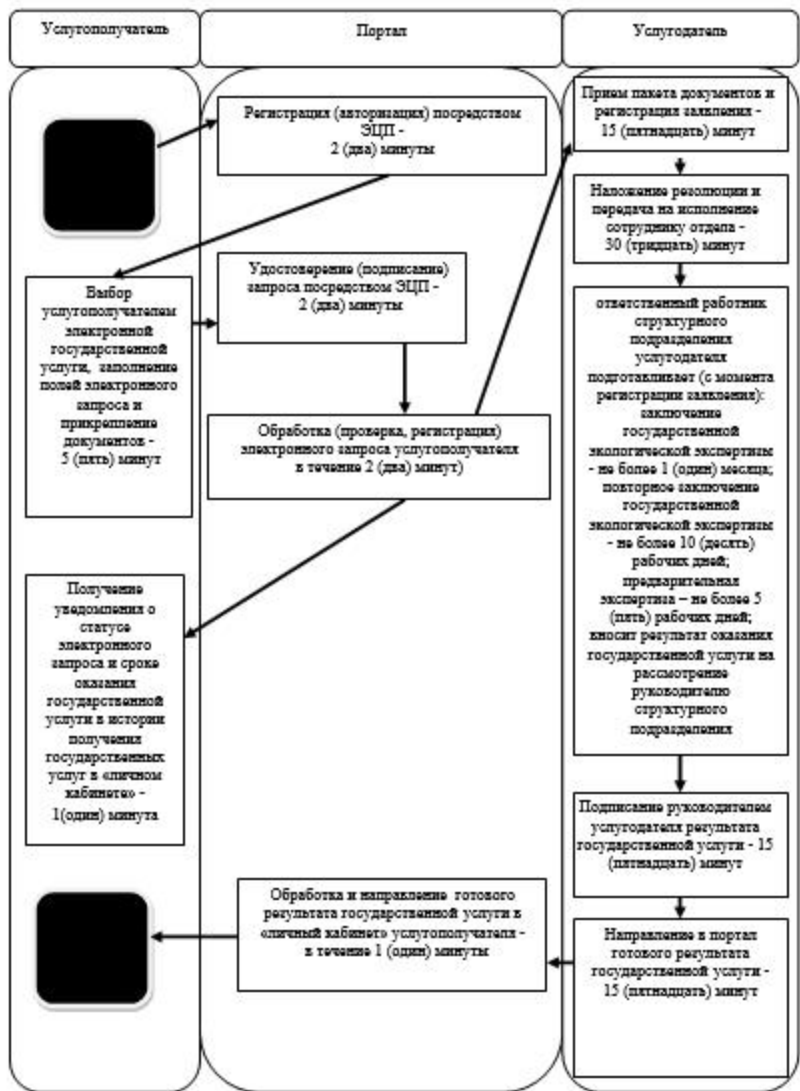 Услугополучатель
Портал
Услугодатель
Регистрация (авторизация) посредством
ЭЦП -
2 (два) минуты
Прием пакета документов и
регистрация заявления -
15 (пятнадцать) минут
Наложение резолюции и
передача на исполнение
сотруднику отдела -
30 (тридцать) минут
Выбор
услугополучателем
электронной
государственной
услуги, заполнение
полей электронного
запроса и
прикрепление
документов -
5 (пять) минут
Удостоверение (подписание)
запроса посредством ЭЦП -
2 (два) минуты
Обработка (проверка, регистрация)
электронного запроса услугополучателя
в течение 2 (два) минут)
ответственный работник
структурного
подразделения
услугодателя
подготавливает (с момента
регистрации заявления):
заключение
государственной
экологической экспертизы
- не более 1 (один) месяца;
повторное заключение
государственной
экологической экспертизы
- не более 10 (десять)
рабочих дней;
предварительная
экспертиза – не более 5
(пять) рабочих дней;
вносит результат оказания
государственной услуги на
рассмотрение
руководителю
структурного
подразделения
Получение
уведомления о
статусе
электронного
запроса и сроке
оказания
государственной
услуги в истории
получения
государственных
услуг в «личном
кабинете» -
1(один) минута
Подписание руководителем
услугодателя результата
государственной услуги - 15
(пятнадцать) минут
Обработка и направление готового
результата государственной услуги в
«личный кабинет» услугополучателя -
в течение 1 (один) минуты
Направление в портал
готового результата
государственной услуги -
15 (пятнадцать) минут